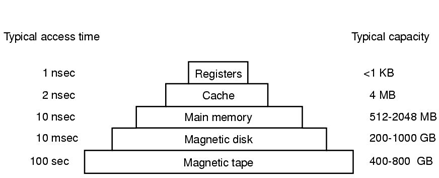 Typical access time Typical capacity
1 nsec Registers <1 KB
2 nsec Cache 4 MB
10 nsec Main memory 512-2048 MB
10 msec Magnetic disk 200-1000 GB
100 sec Magnetic tape 400-800 GB